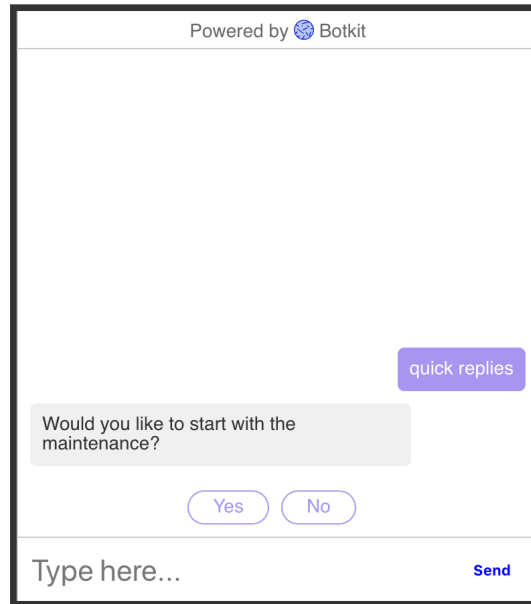 Powered by Botkit
quick replies
Would you like to start with the
maintenance?
Yes No
Type here...
Send